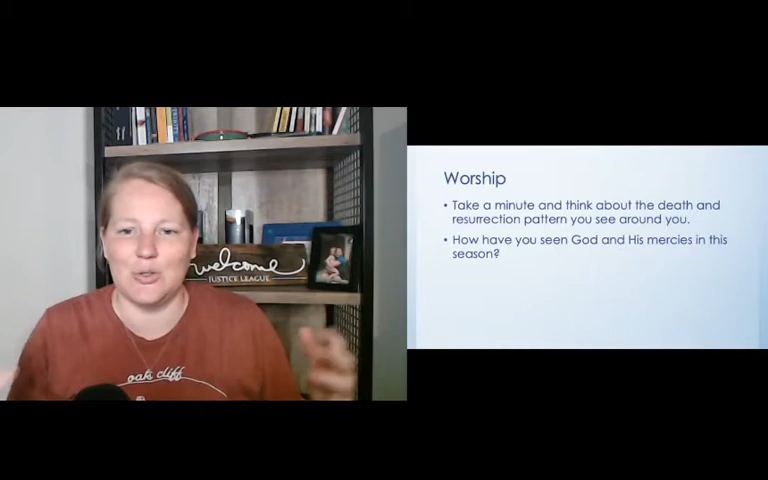 welcome
JUSTICE LEAGUE
oak cliff
Worship
• Take a minute and think about the death and
resurrection pattern you see around you.
• How have you seen God and His mercies in this
season?